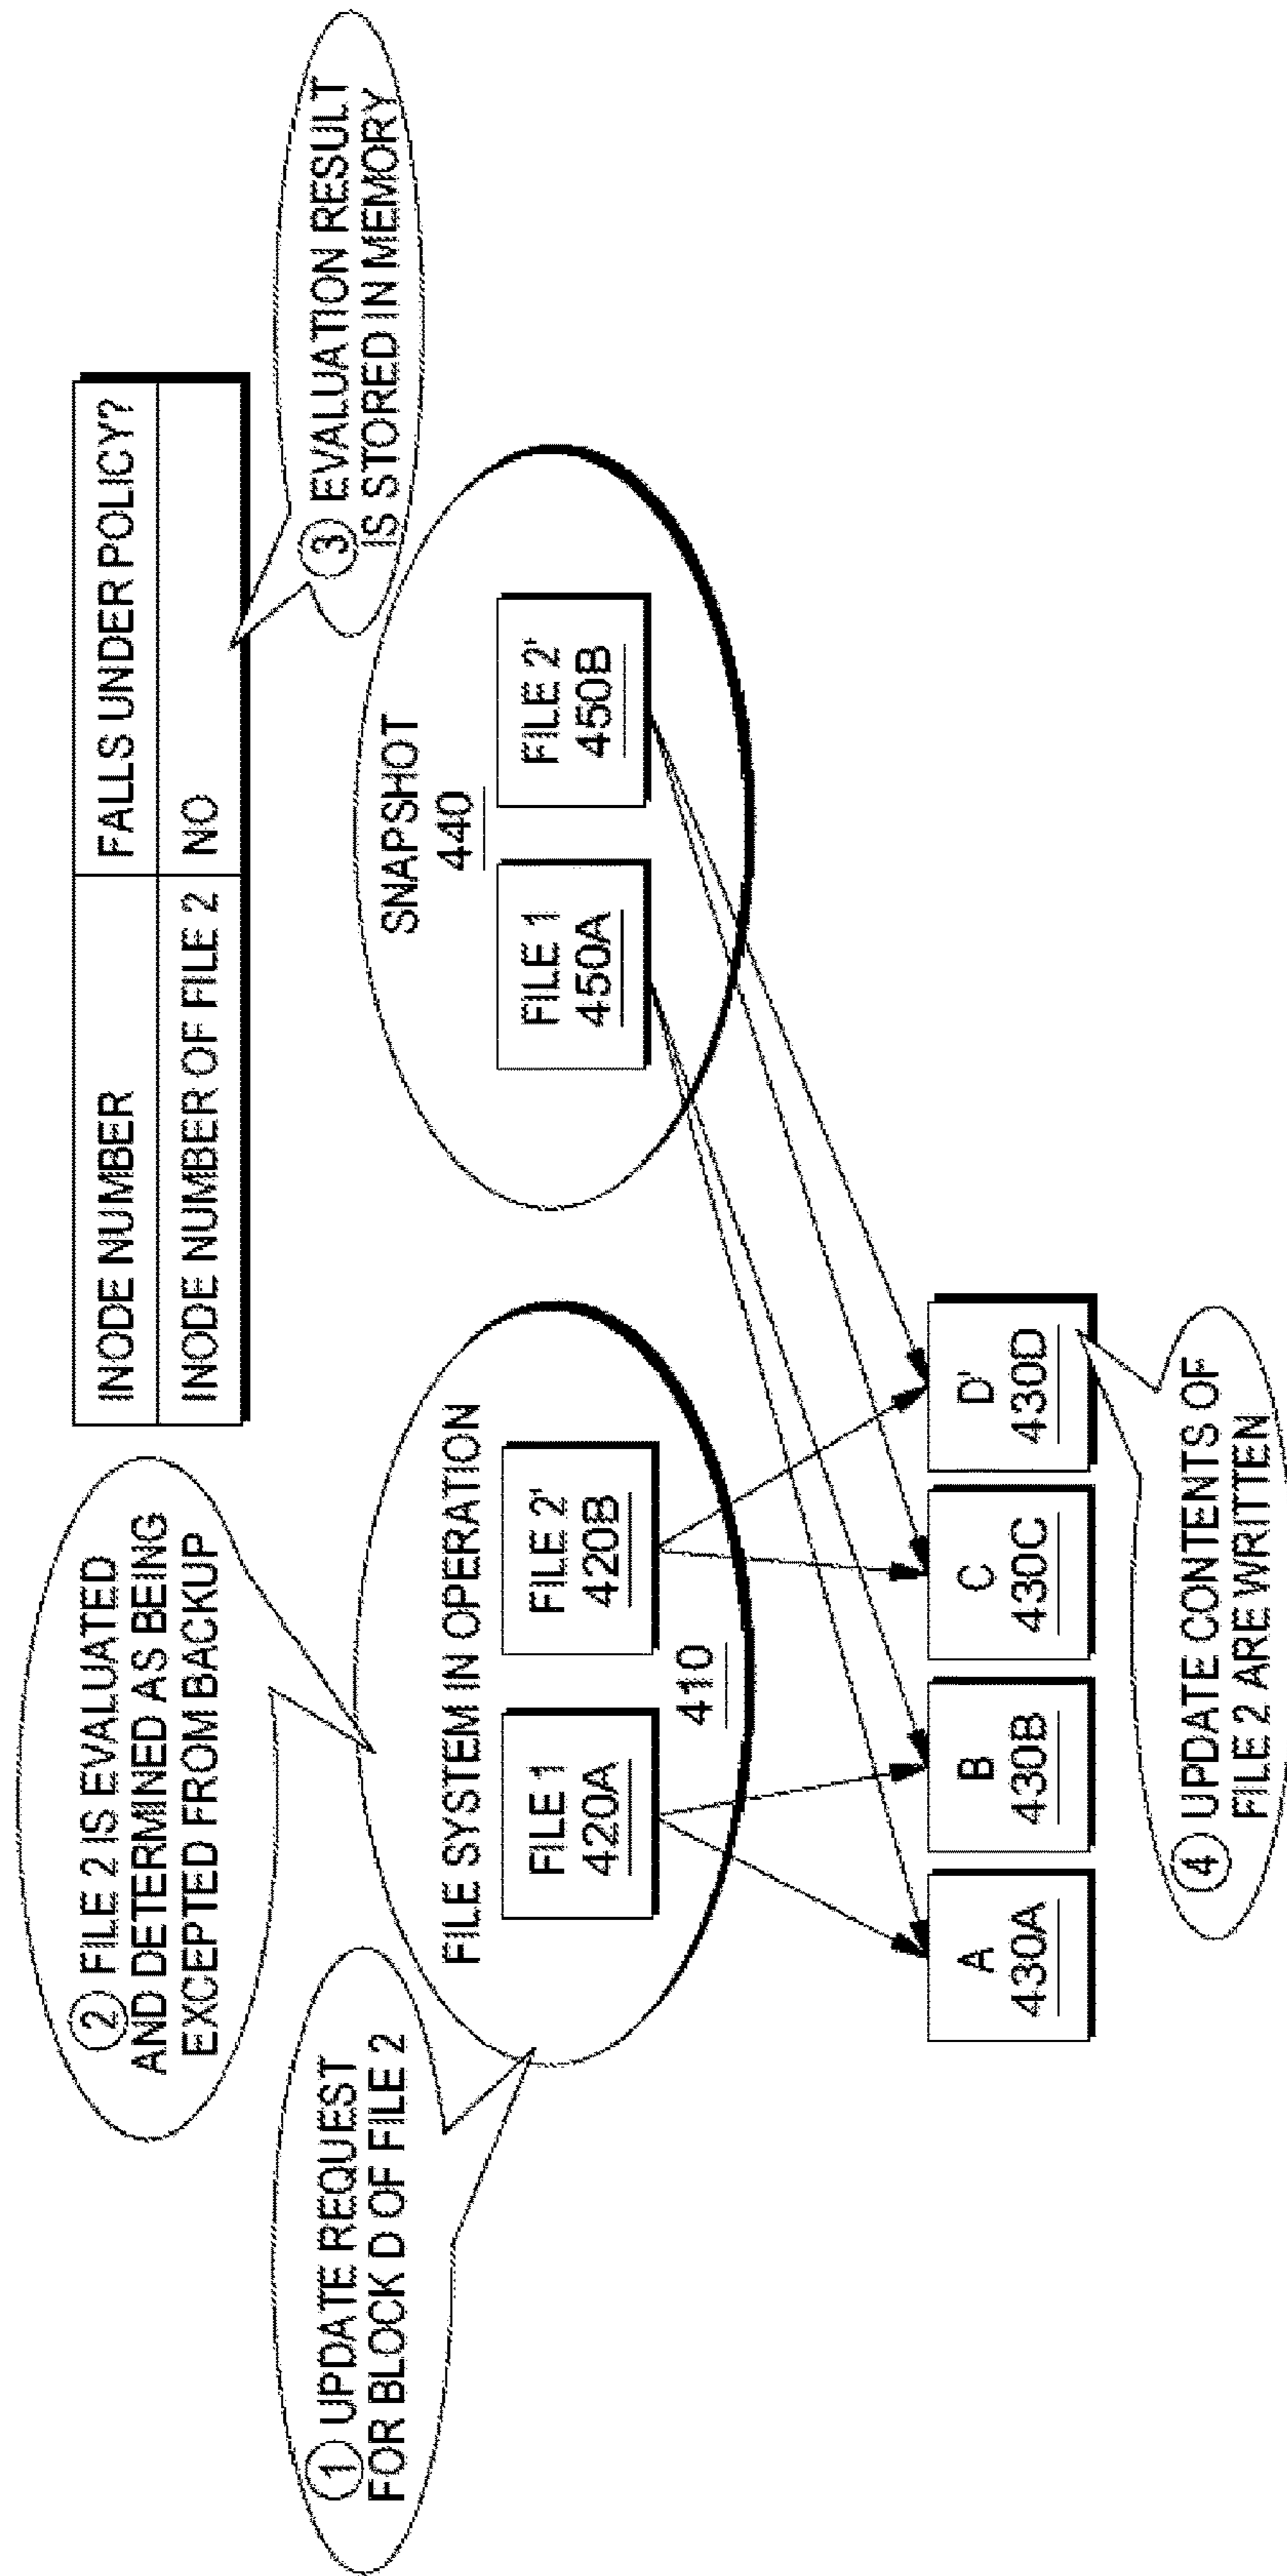 ① UPDATE REQUEST
FOR BLOCK D OF FILE 2
② FILE 2 IS EVALUATED
AND DETERMINED AS BEING
EXCEPTED FROM BACKUP
INODE NUMBER
FALLS UNDER POLICY?
INODE NUMBER OF FILE 2
NO
③ EVALUATION RESULT
IS STORED IN MEMORY
FILE SYSTEM IN OPERATION
FILE 1
420A
FILE 2'
420B
410
SNAPSHOT
440
FILE 1
450A
FILE 2'
450B
A
430A
B
430B
C
430C
D'
430D
④ UPDATE CONTENTS OF
FILE 2 ARE WRITTEN